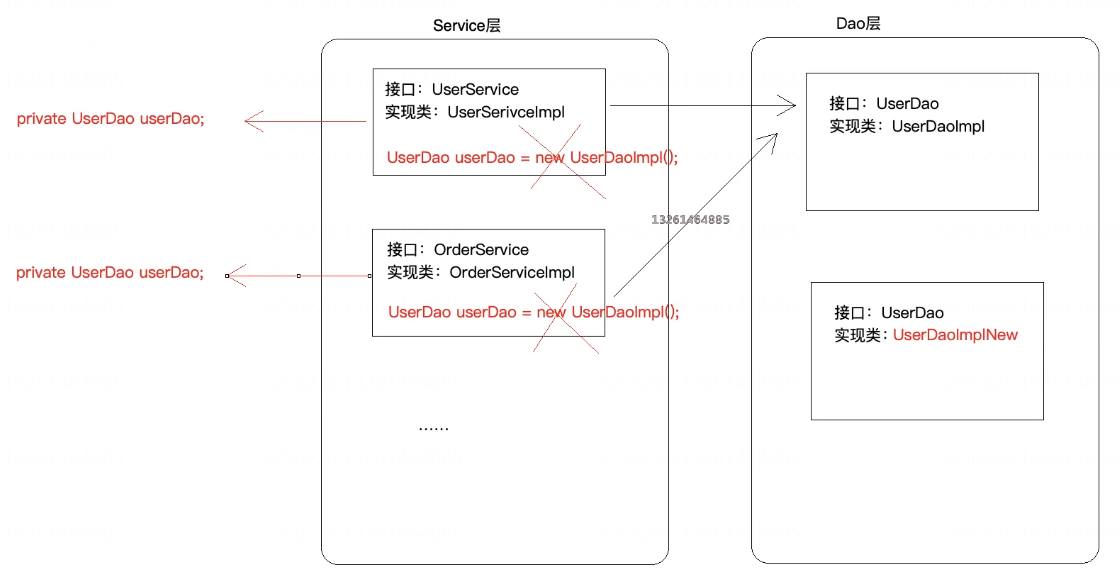 Service层
Dao层
接口：UserService
实现类：UserSerivceImpl
UserDao userDao = new UserDaoImpl();
private UserDao userDao;
接口：UserDao
实现类：UserDaoImpl
13261464885
接口：OrderService
实现类：OrderServiceImpl
UserDao userDao = new UserDaoImpl();
private UserDao userDao;
接口：UserDao
实现类：UserDaoImplNew
......